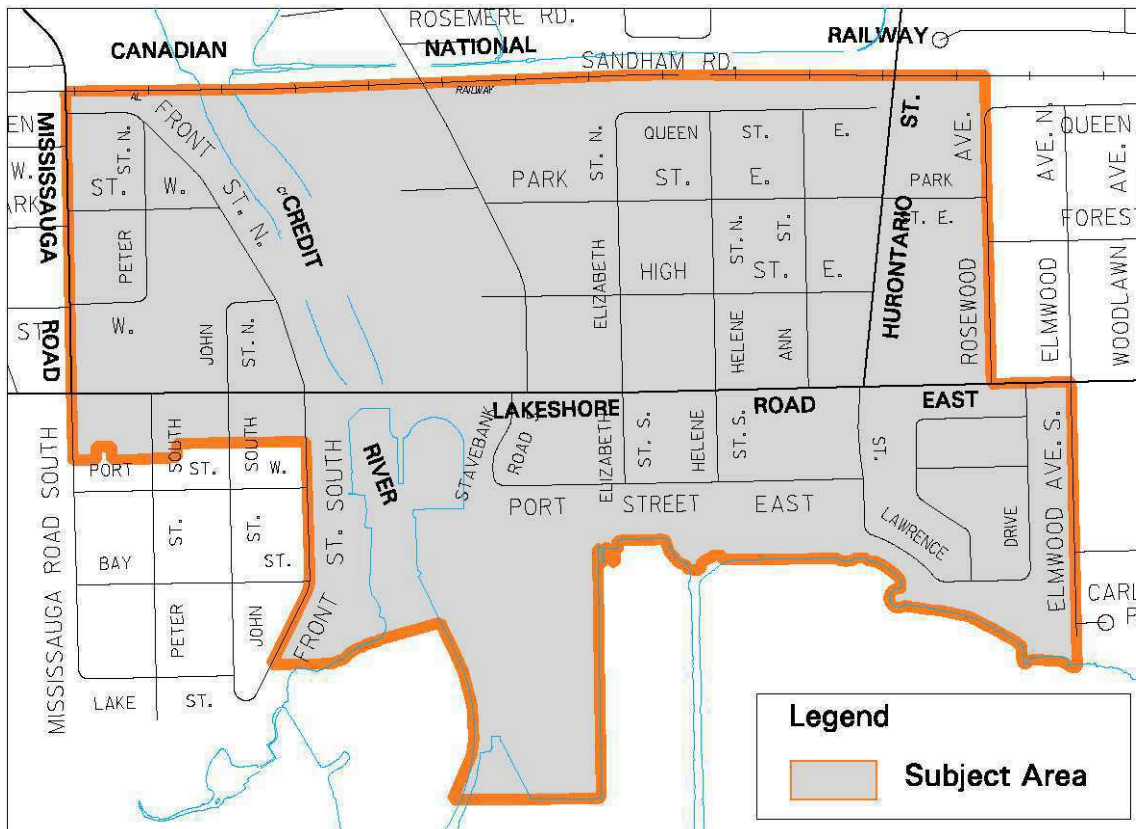 ROSEMERE RD.
CANADIAN NATIONAL RAILWAY
SANDHAM RD.
RAILWAY
FRONT ST. N.
MISSISSAUGA ROAD
QUEEN ST. E.
AVE.
AVE. N.
QUEEN
ST. N.
ST. N.
W.
ST. W.
PARK ST. E.
PARK
ST. E.
AVE.
FOREST
CREDIT
ST.
HURONTARIO
PETER
ELIZABETH
HIGH ST. E.
ST. N.
ST.
ROSEWOOD
ELMWOOD
WOODLAWN
ST.
W.
JOHN
ST. N.
HELENE
ANN
LAKESHORE ROAD EAST
MISSISSAUGA ROAD SOUTH
SOUTH
SOUTH
PORT ST. W.
ST. SOUTH
RIVER
STAVEBANK
ROAD
ELIZABETH
ST. S.
HELENE
ST. S.
ST.
ELMWOOD AVE. S.
PORT STREET EAST
LAWRENCE
DRIVE
ST.
ST.
BAY ST.
PETER
JOHN
FRONT
CARL
P
LAKE ST.
Legend
Subject Area